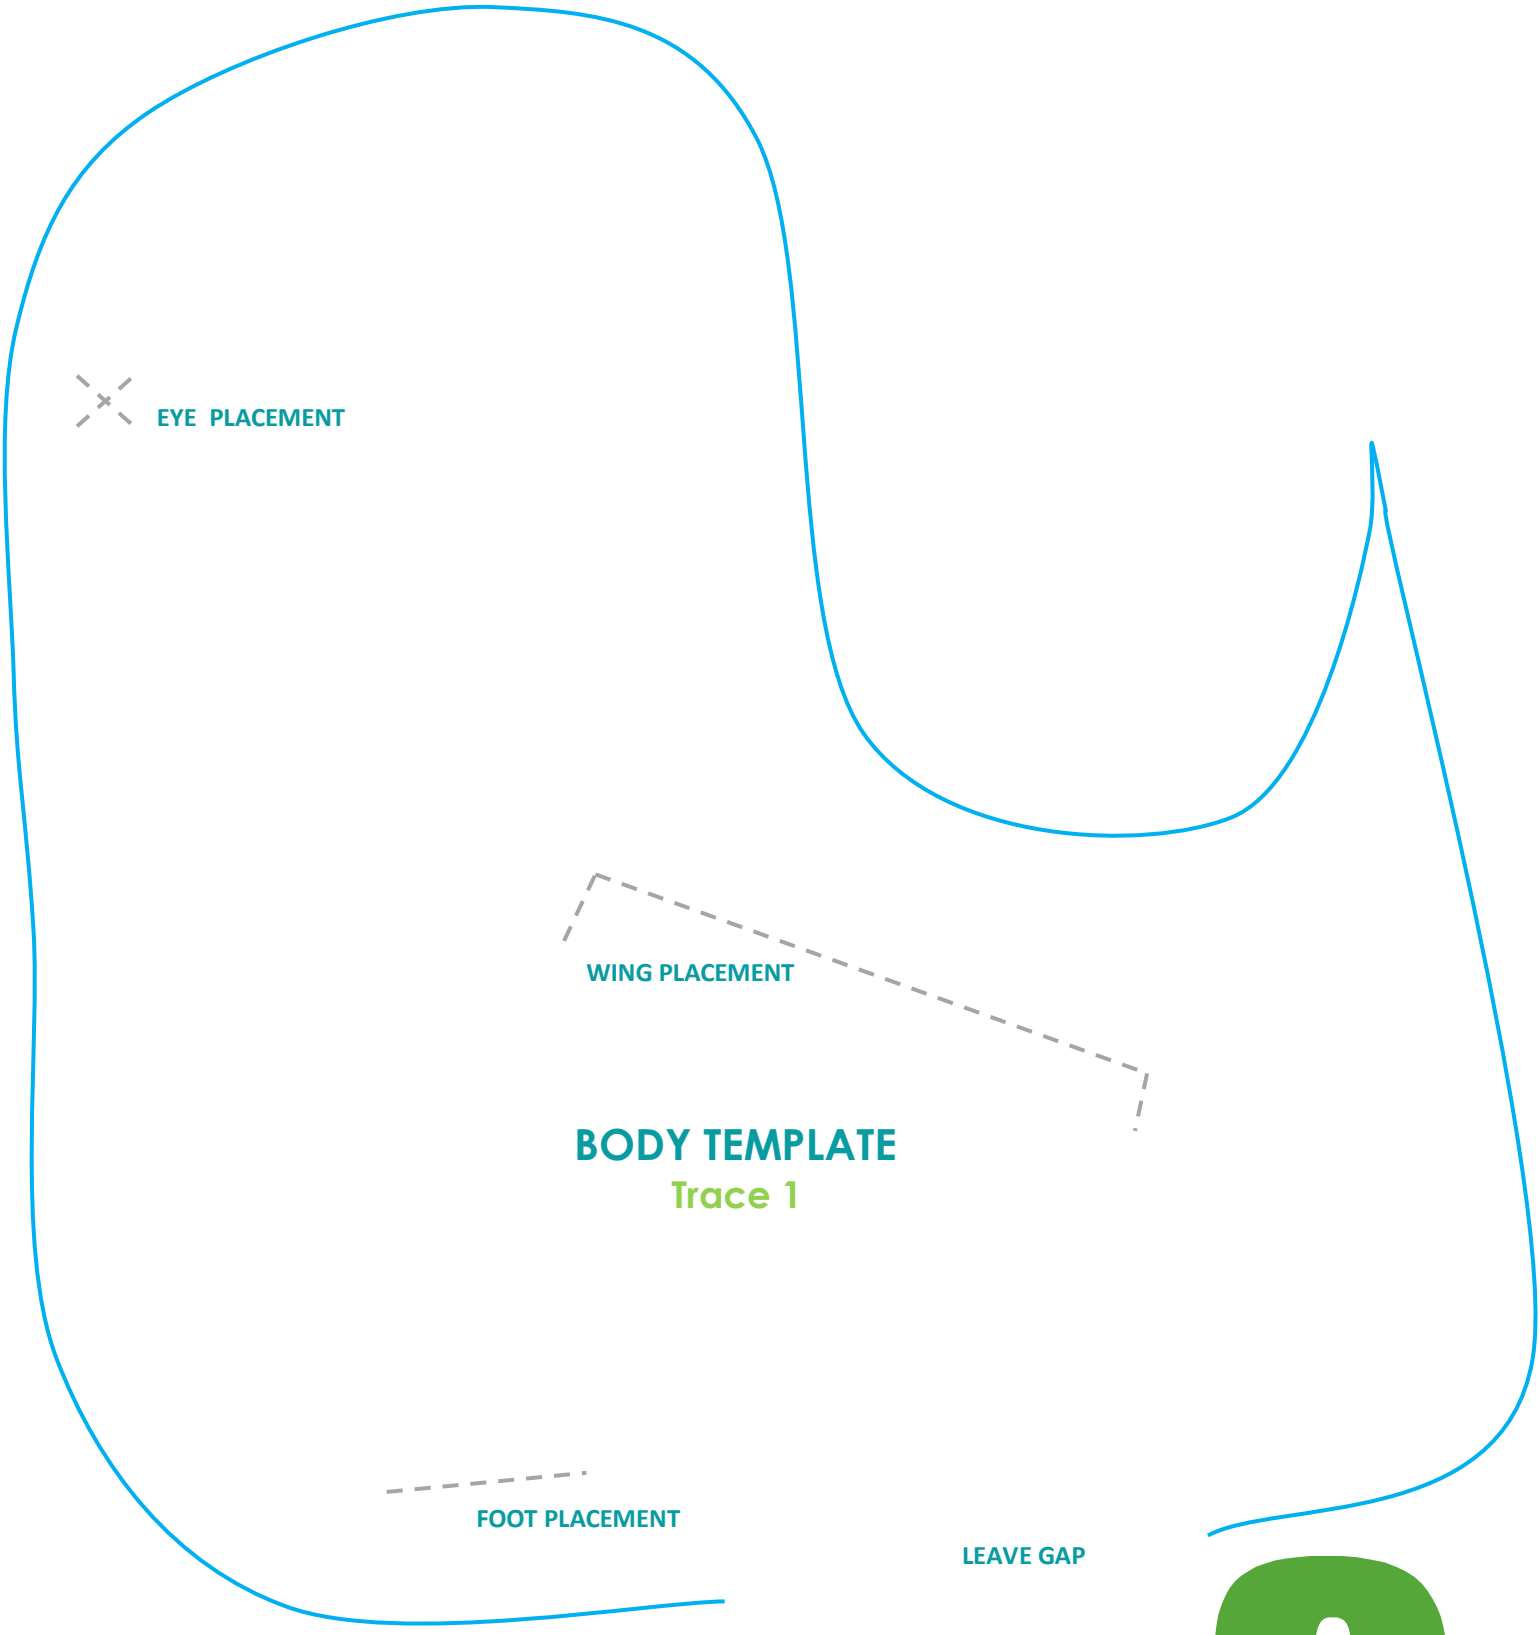 EYE  PLACEMENT
WING PLACEMENT
BODY TEMPLATE
Trace 1
FOOT PLACEMENT
LEAVE GAP